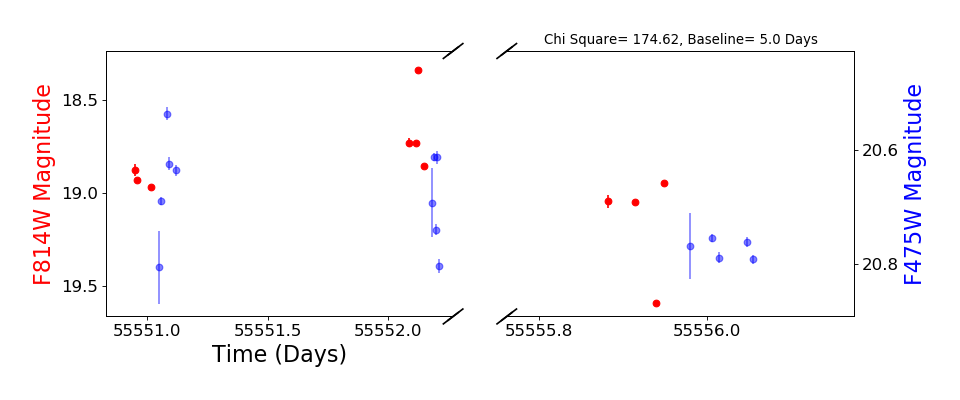 Chi Square= 174.62, Baseline= 5.0 Days
F814W Magnitude
18.5
19.0
19.5
20.6
20.8
F475W Magnitude
55551.0 55551.5 55552.0 55555.8 55556.0
Time (Days)